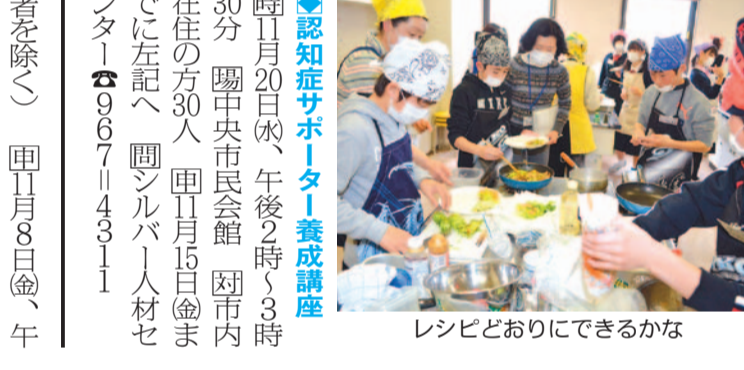 ◆認知症サポーター養成講座
時11月20日㈬、午後2時〜3時
30分 場中央市民会館 対市内
在住の方30人 申11月15日㈮ま
でに左記へ 問シルバー人材セ
ンター☎967=4311
者を除く） 申11月8日㈮、午
レシピどおりにできるかな